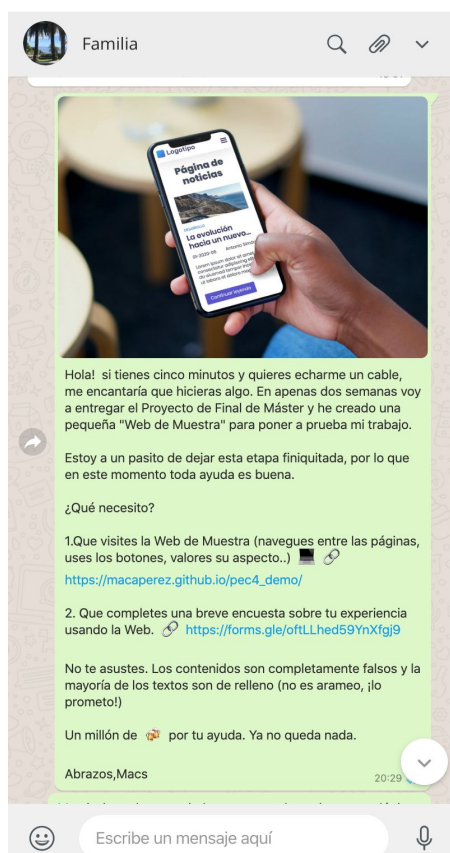 Familia
Logotipo
Página de
noticias
La evolución
hacia un nuevo...
Continuar leyendo
Hola! si tienes cinco minutos y quieres echarme un cable,
me encantaría que hicieras algo. En apenas dos semanas voy
a entregar el Proyecto de Final de Máster y he creado una
pequeña "Web de Muestra" para poner a prueba mi trabajo.
Estoy a un pasito de dejar esta etapa finiquitada, por lo que
en este momento toda ayuda es buena.
¿Qué necesito?
1.Que visites la Web de Muestra (navegues entre las páginas,
uses los botones, valores su aspecto..) 💻 🔗
https://macaperez.github.io/pec4_demo/
2. Que completes una breve encuesta sobre tu experiencia
usando la Web. 🔗 https://forms.gle/oftLLhed59YnXfgj9
No te asustes. Los contenidos son completamente falsos y la
mayoría de los textos son de relleno (no es arameo, ¡lo
prometo!)
Un millón de por tu ayuda. Ya no queda nada.
Abrazos,Macs
20:29
Escribe un mensaje aquí